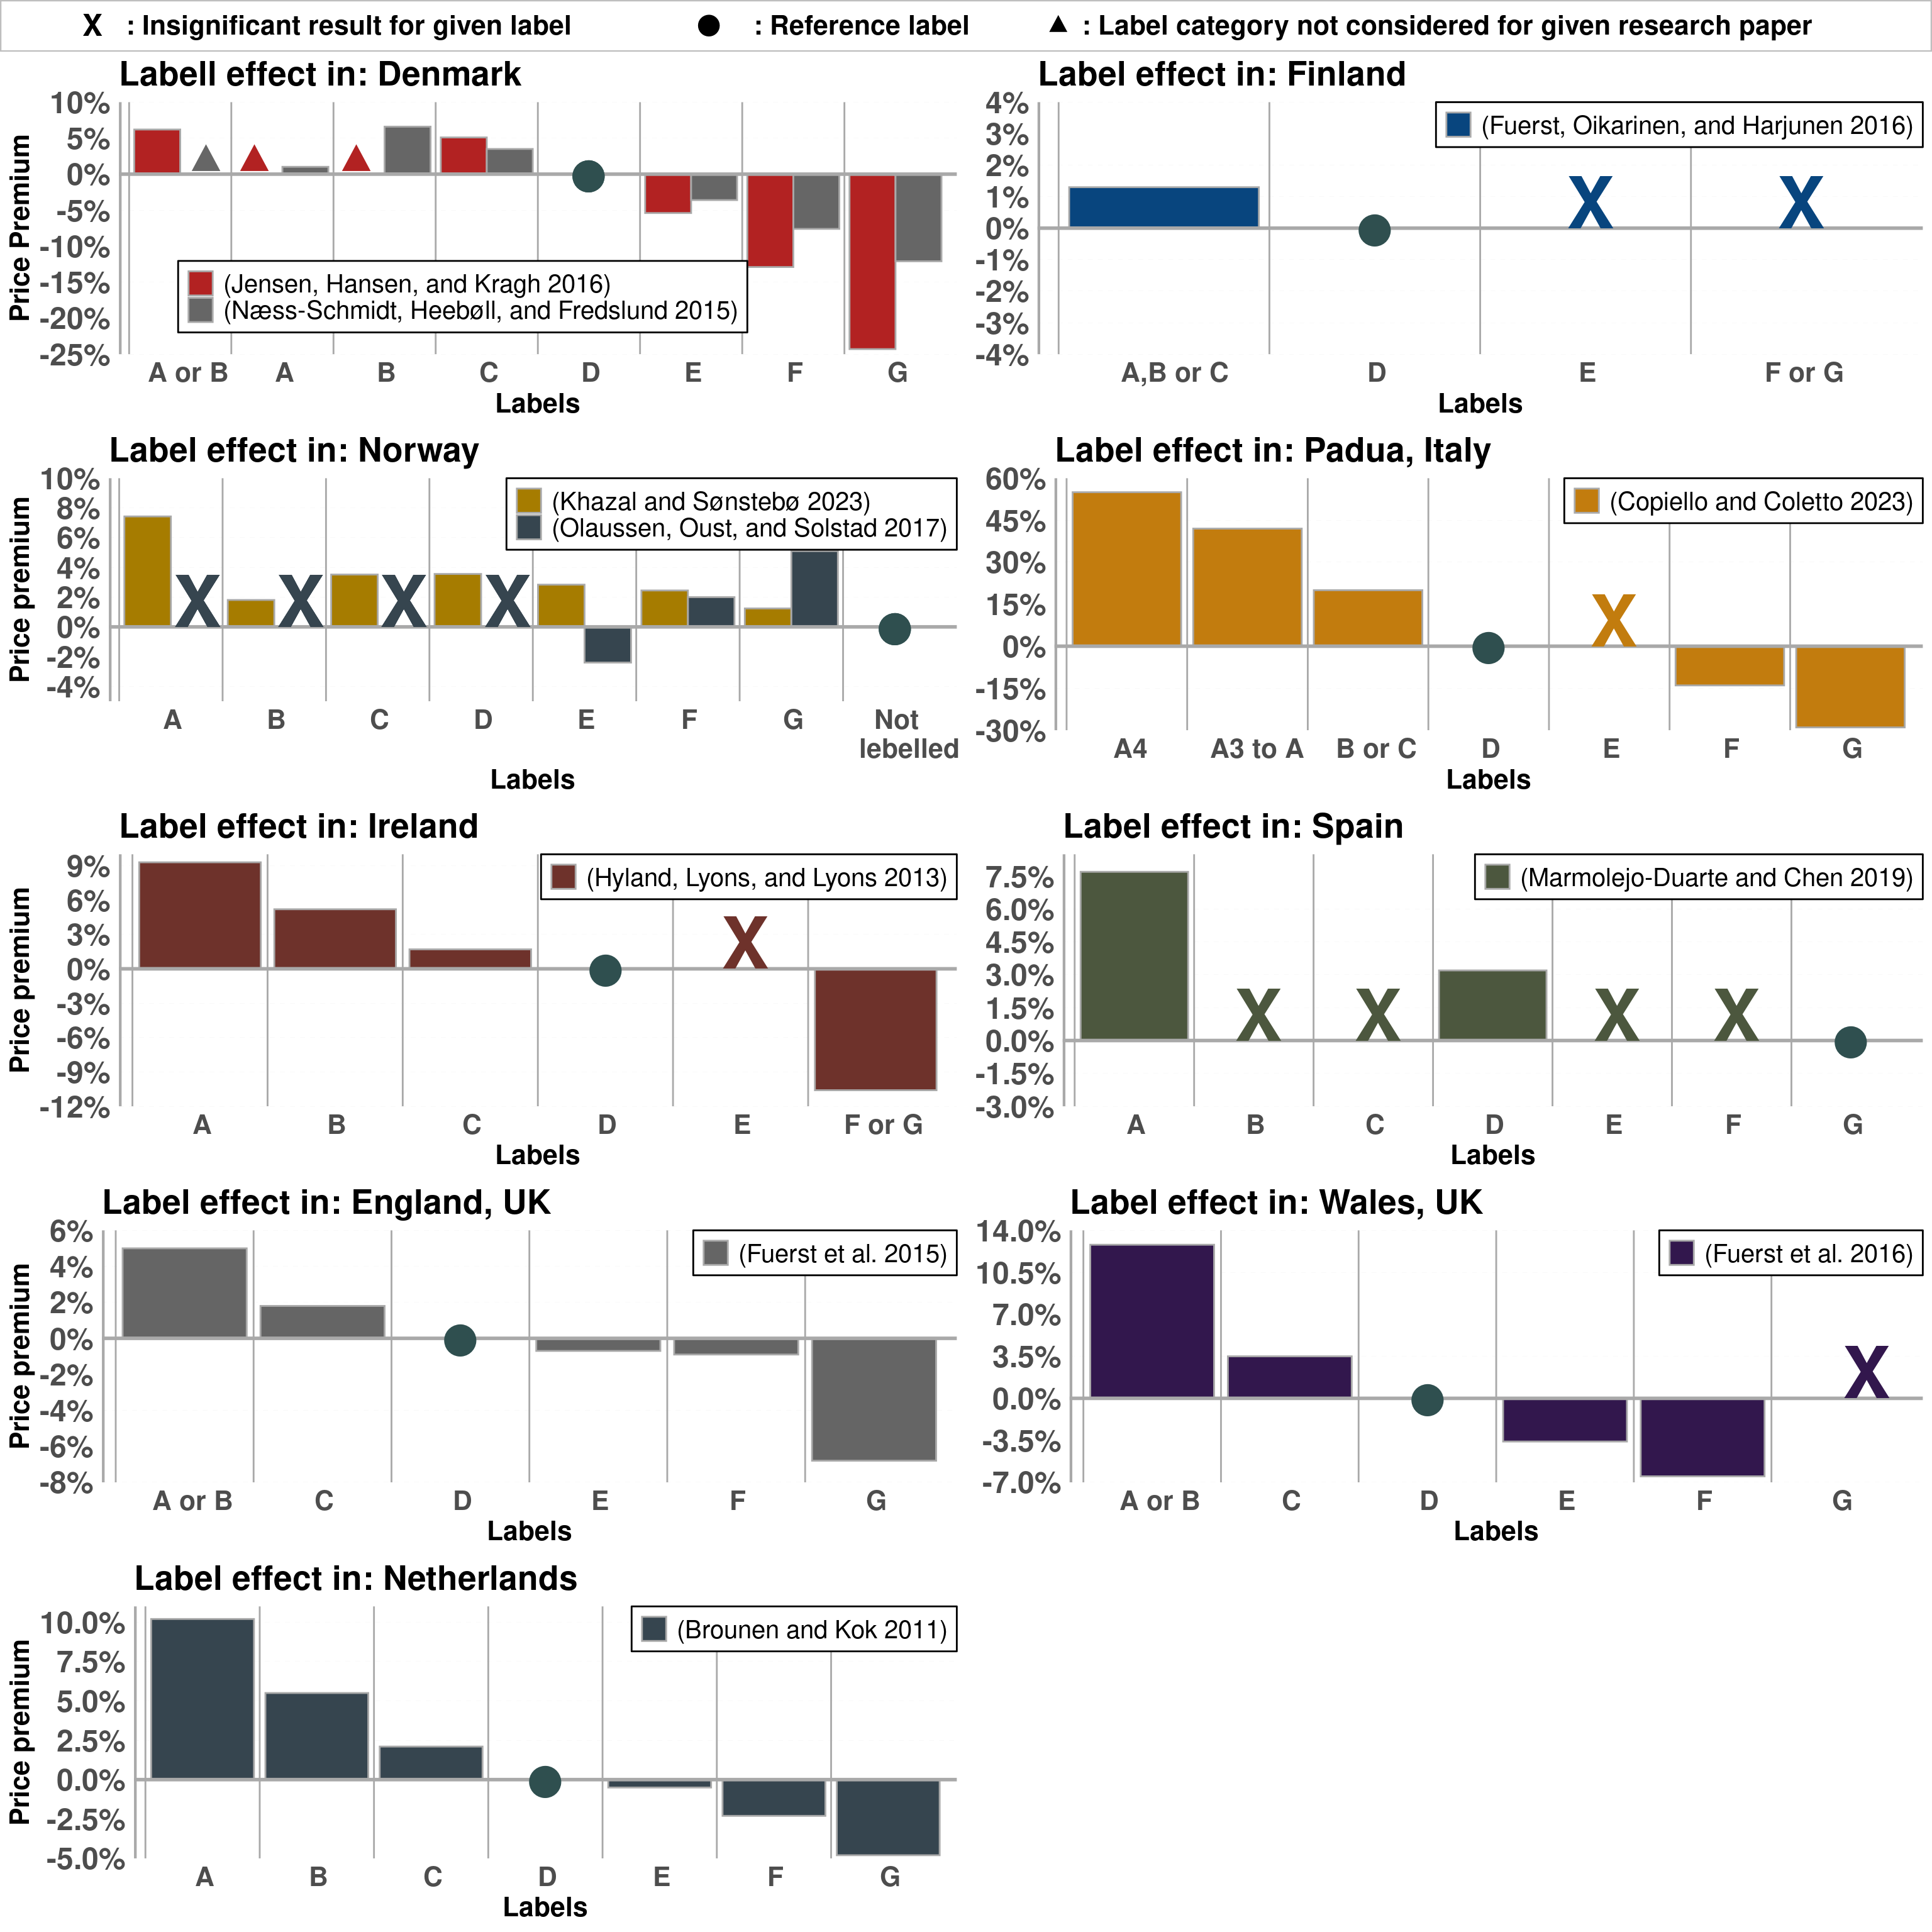 X : Insignificant result for given label
: Reference label
: Label category not considered for given research paper
Labell effect in: Denmark
Price Premium
10%
5%
0%
-5%
-10%
-15%
-20%
-25%
(Jensen, Hansen, and Kragh 2016)
(Næss-Schmidt, Heebøll, and Fredslund 2015)
A or B A B C D E F G
Labels
Label effect in: Finland
4%
3%
2%
1%
0%
-1%
-2%
-3%
-4%
(Fuerst, Oikarinen, and Harjunen 2016)
X X
A,B or C D E F or G
Labels
Label effect in: Norway
Price premium
10%
8%
6%
4%
2%
0%
-2%
-4%
(Khazal and Sønstebø 2023)
(Olaussen, Oust, and Solstad 2017)
X X X X
A B C D E F G Not
lebelled
Labels
Label effect in: Padua, Italy
60%
45%
30%
15%
0%
-15%
-30%
(Copiello and Coletto 2023)
X
A4 A3 to A B or C D E F G
Labels
Label effect in: Ireland
Price premium
9%
6%
3%
0%
-3%
-6%
-9%
-12%
(Hyland, Lyons, and Lyons 2013)
X
A B C D E F or G
Labels
Label effect in: Spain
7.5%
6.0%
4.5%
3.0%
1.5%
0.0%
-1.5%
-3.0%
(Marmolejo-Duarte and Chen 2019)
X X X X
A B C D E F G
Labels
Label effect in: England, UK
Price premium
6%
4%
2%
0%
-2%
-4%
-6%
-8%
(Fuerst et al. 2015)
A or B C D E F G
Labels
Label effect in: Wales, UK
14.0%
10.5%
7.0%
3.5%
0.0%
-3.5%
-7.0%
(Fuerst et al. 2016)
X
A or B C D E F G
Labels
Label effect in: Netherlands
Price premium
10.0%
7.5%
5.0%
2.5%
0.0%
-2.5%
-5.0%
(Brounen and Kok 2011)
A B C D E F G
Labels